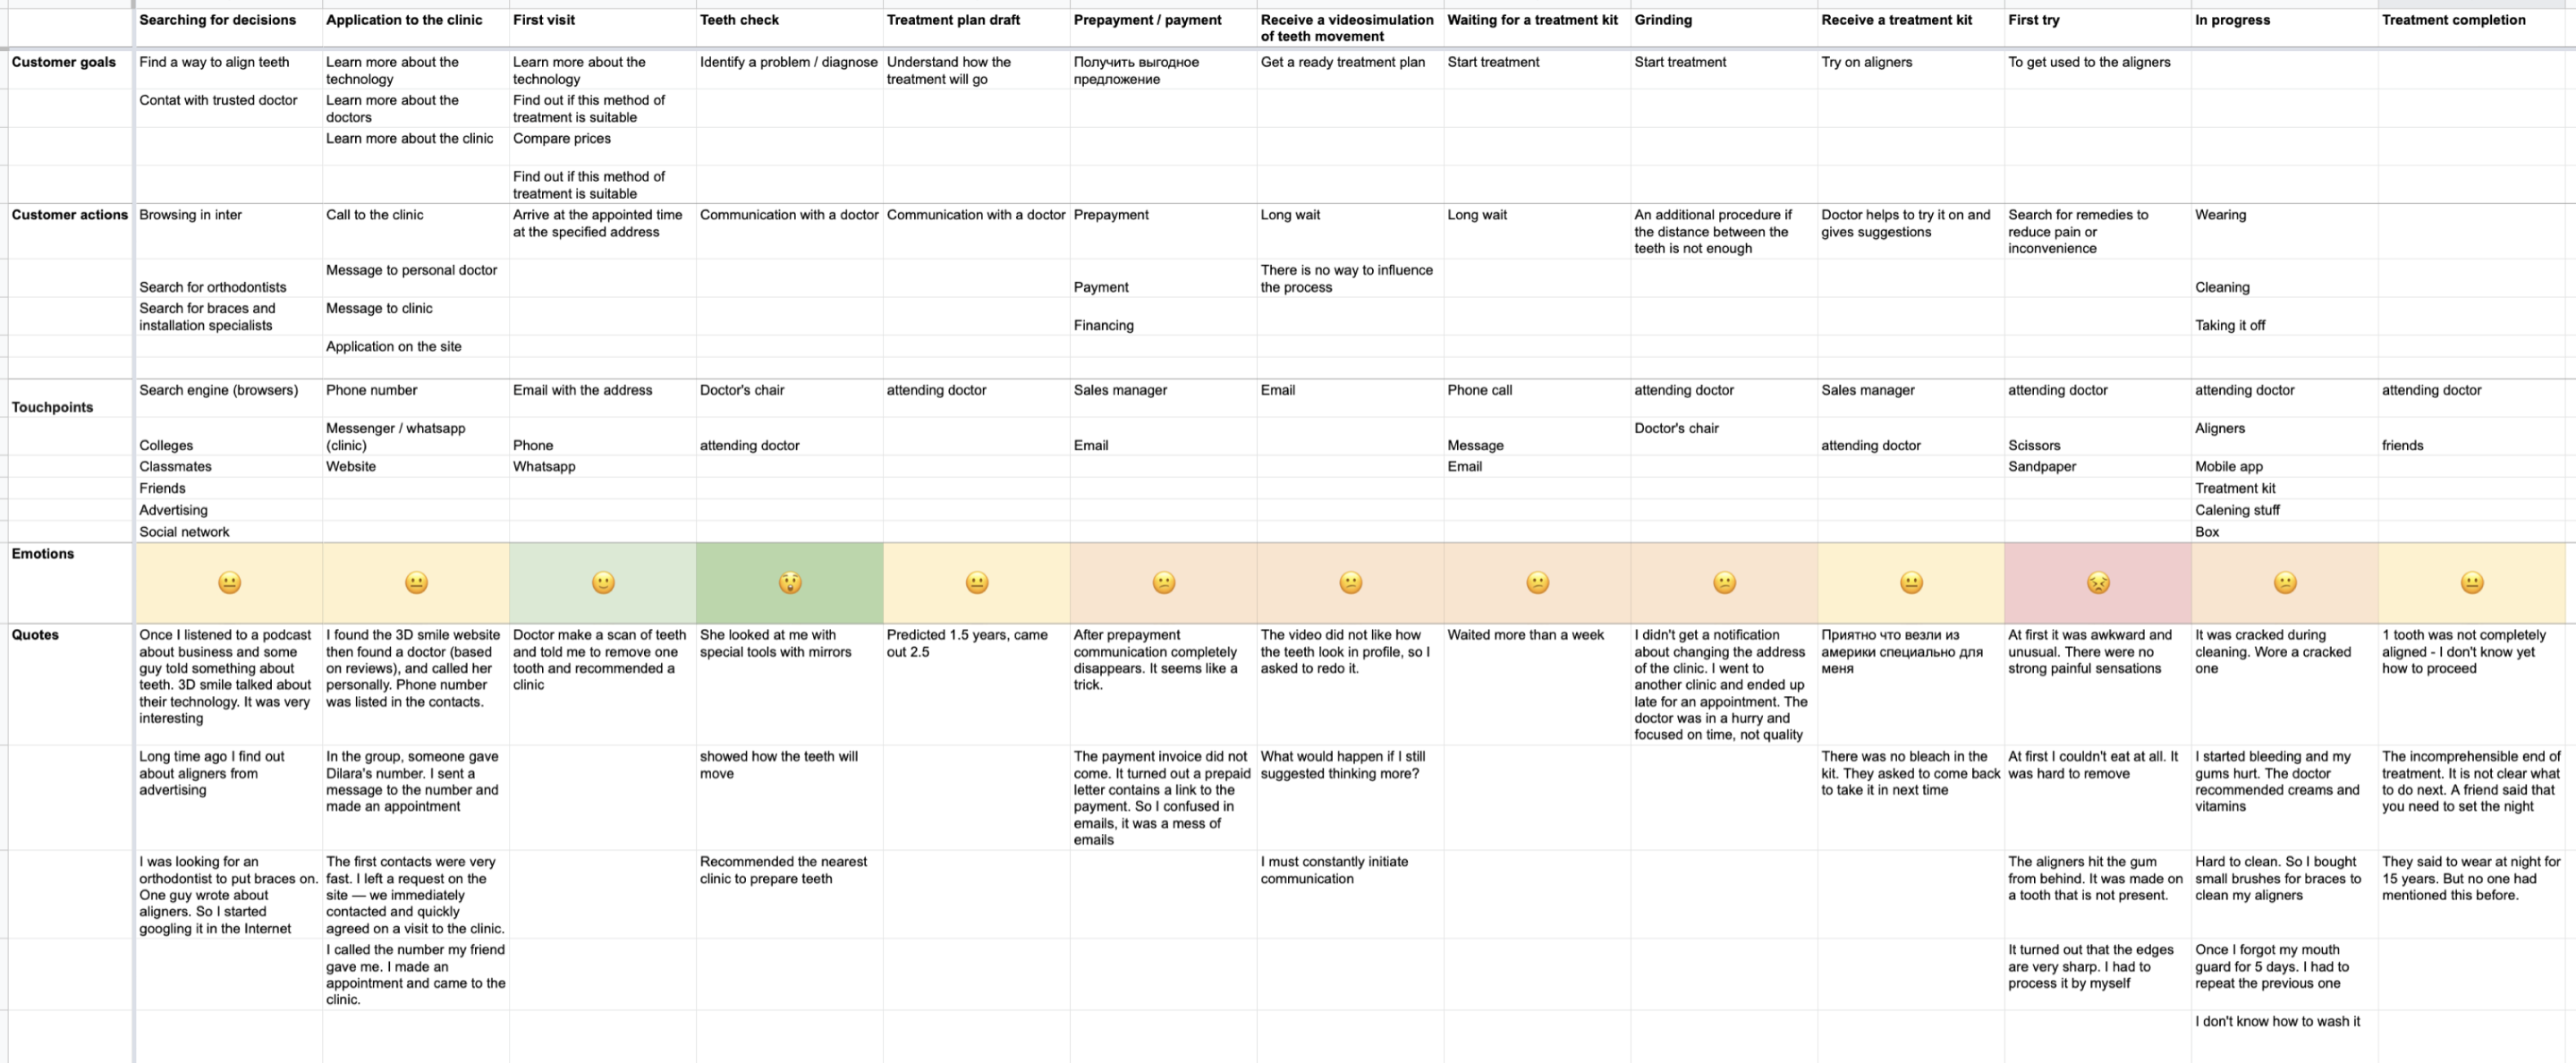 Searching for decisions
Application to the clinic
First visit
Teeth check
Treatment plan draft
Prepayment / payment
Receive a videosimulation
of teeth movement
Waiting for a treatment kit
Grinding
Receive a treatment kit
First try
In progress
Treatment completion
Customer goals
Find a way to align teeth
Learn more about the
technology
Learn more about the
technology
Identify a problem / diagnose
Understand how the
treatment will go
Получить выгодное
предложение
Get a ready treatment plan
Start treatment
Start treatment
Try on aligners
To get used to the aligners
Contat with trusted doctor
Learn more about the
doctors
Find out if this method of
treatment is suitable
Learn more about the clinic
Compare prices
Find out if this method of
treatment is suitable
Customer actions
Browsing in inter
Call to the clinic
Arrive at the appointed time
at the specified address
Communication with a doctor
Communication with a doctor
Prepayment
Long wait
Long wait
An additional procedure if
the distance between the
teeth is not enough
Doctor helps to try it on and
gives suggestions
Search for remedies to
reduce pain or
inconvenience
Wearing
Search for orthodontists
Message to personal doctor
Payment
There is no way to influence
the process
Cleaning
Search for braces and
installation specialists
Message to clinic
Financing
Taking it off
Application on the site
Touchpoints
Search engine (browsers)
Phone number
Email with the address
Doctor's chair
attending doctor
Sales manager
Email
Phone call
attending doctor
Sales manager
attending doctor
attending doctor
attending doctor
Colleges
Messenger / whatsapp
(clinic)
Phone
attending doctor
Email
Message
Doctor's chair
attending doctor
Scissors
Aligners
friends
Classmates
Website
Whatsapp
Email
Sandpaper
Mobile app
Friends
Treatment kit
Advertising
Calening stuff
Social network
Box
Emotions
Quotes
Once I listened to a podcast
about business and some
guy told something about
teeth. 3D smile talked about
their technology. It was very
interesting
I found the 3D smile website
then found a doctor (based
on reviews), and called her
personally. Phone number
was listed in the contacts.
Doctor make a scan of teeth
and told me to remove one
tooth and recommended a
clinic
She looked at me with
special tools with mirrors
Predicted 1.5 years, came
out 2.5
After prepayment
communication completely
disappears. It seems like a
trick.
The video did not like how
the teeth look in profile, so I
asked to redo it.
Waited more than a week
I didn't get a notification
about changing the address
of the clinic. I went to
another clinic and ended up
late for an appointment. The
doctor was in a hurry and
focused on time, not quality
Приятно что везли из
америки специально для
меня
At first it was awkward and
unusual. There were no
strong painful sensations
It was cracked during
cleaning. Wore a cracked
one
1 tooth was not completely
aligned - I don't know yet
how to proceed
Long time ago I find out
about aligners from
advertising
In the group, someone gave
Dilara's number. I sent a
message to the number and
made an appointment
showed how the teeth will
move
The payment invoice did not
come. It turned out a prepaid
letter contains a link to the
payment. So I confused in
emails, it was a mess of
emails
What would happen if I still
suggested thinking more?
There was no bleach in the
kit. They asked to come back
to take it in next time
At first I couldn't eat at all. It
was hard to remove
I started bleeding and my
gums hurt. The doctor
recommended creams and
vitamins
The incomprehensible end of
treatment. It is not clear what
to do next. A friend said that
you need to set the night
I was looking for an
orthodontist to put braces on.
One guy wrote about
aligners. So I started
googling it in the Internet
The first contacts were very
fast. I left a request on the
site — we immediately
contacted and quickly
agreed on a visit to the clinic.
Recommended the nearest
clinic to prepare teeth
I must constantly initiate
communication
The aligners hit the gum
from behind. It was made on
a tooth that is not present.
Hard to clean. So I bought
small brushes for braces to
clean my aligners
They said to wear at night for
15 years. But no one had
mentioned this before.
I called the number my friend
gave me. I made an
appointment and came to the
clinic.
It turned out that the edges
are very sharp. I had to
process it by myself
Once I forgot my mouth
guard for 5 days. I had to
repeat the previous one
I don't know how to wash it